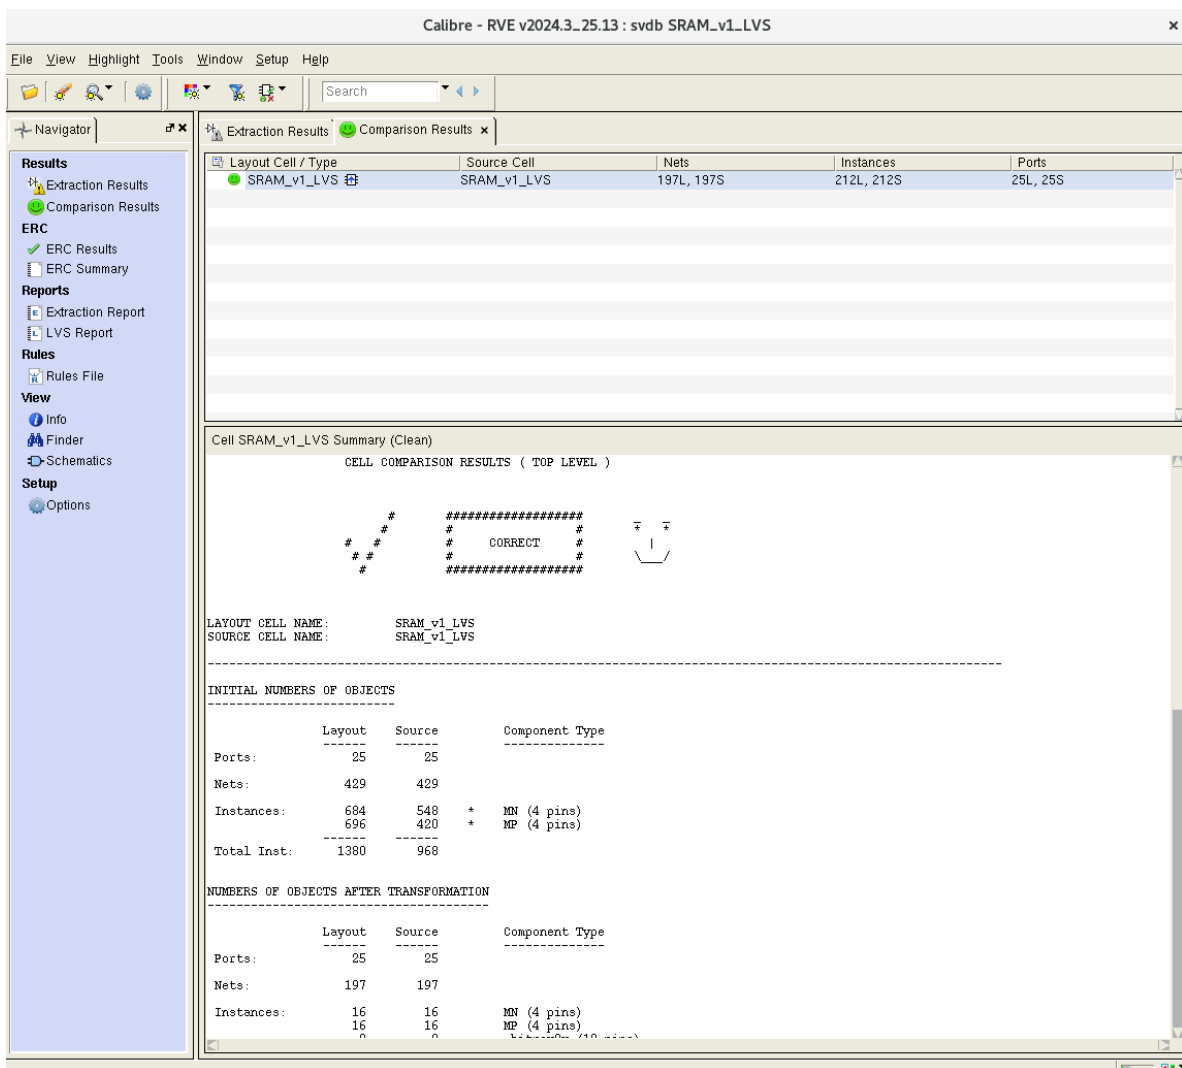 Calibre - RVE v2024.3_25.13 : svdb SRAM_v1_LVS
File View Highlight Tools Window Setup Help
Search
Navigator
Extraction Results Comparison Results
Results
Extraction Results
Comparison Results
ERC
ERC Results
ERC Summary
Reports
Extraction Report
LVS Report
Rules
Rules File
View
Info
Finder
Schematics
Setup
Options
Layout Cell / Type Source Cell Nets Instances Ports
SRAM_v1_LVS SRAM_v1_LVS 197L, 197S 212L, 212S 25L, 25S
Cell SRAM_v1_LVS Summary (Clean)
CELL COMPARISON RESULTS ( TOP LEVEL )
CORRECT
LAYOUT CELL NAME: SRAM_v1_LVS
SOURCE CELL NAME: SRAM_v1_LVS
INITIAL NUMBERS OF OBJECTS
Layout Source Component Type
Ports: 25 25
Nets: 429 429
Instances: 684 548 * MN (4 pins)
696 420 * MP (4 pins)
Total Inst: 1380 968
NUMBERS OF OBJECTS AFTER TRANSFORMATION
Layout Source Component Type
Ports: 25 25
Nets: 197 197
Instances: 16 16 MN (4 pins)
16 16 MP (4 pins)